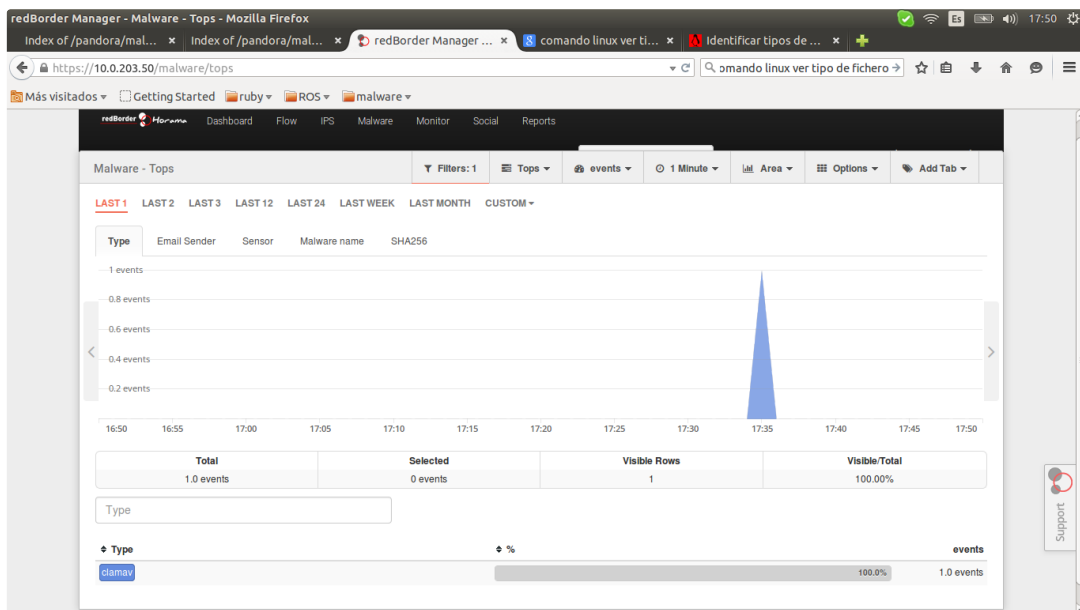 redBorder Manager - Malware - Tops - Mozilla Firefox
Es
17:50
Index of /pandora/mal... ×
Index of /pandora/mal... ×
redBorder Manager ... ×
comando linux ver ti... ×
Identificar tipos de ... ×
https://10.0.203.50/malware/tops
omando linux ver tipo de fichero
Más visitados
Getting Started
ruby
ROS
malware
redBorder Horama
Dashboard
Flow
IPS
Malware
Monitor
Social
Reports
Malware - Tops
Filters: 1
Tops
events
1 Minute
Area
Options
Add Tab
LAST 1
LAST 2
LAST 3
LAST 12
LAST 24
LAST WEEK
LAST MONTH
CUSTOM
Type
Email Sender
Sensor
Malware name
SHA256
1 events
0.8 events
0.6 events
0.4 events
0.2 events
16:50
16:55
17:00
17:05
17:10
17:15
17:20
17:25
17:30
17:35
17:40
17:45
17:50
Total
Selected
Visible Rows
Visible/Total
1.0 events
0 events
1
100.00%
Type
Type
%
events
clamav
100.0%
1.0 events
Support